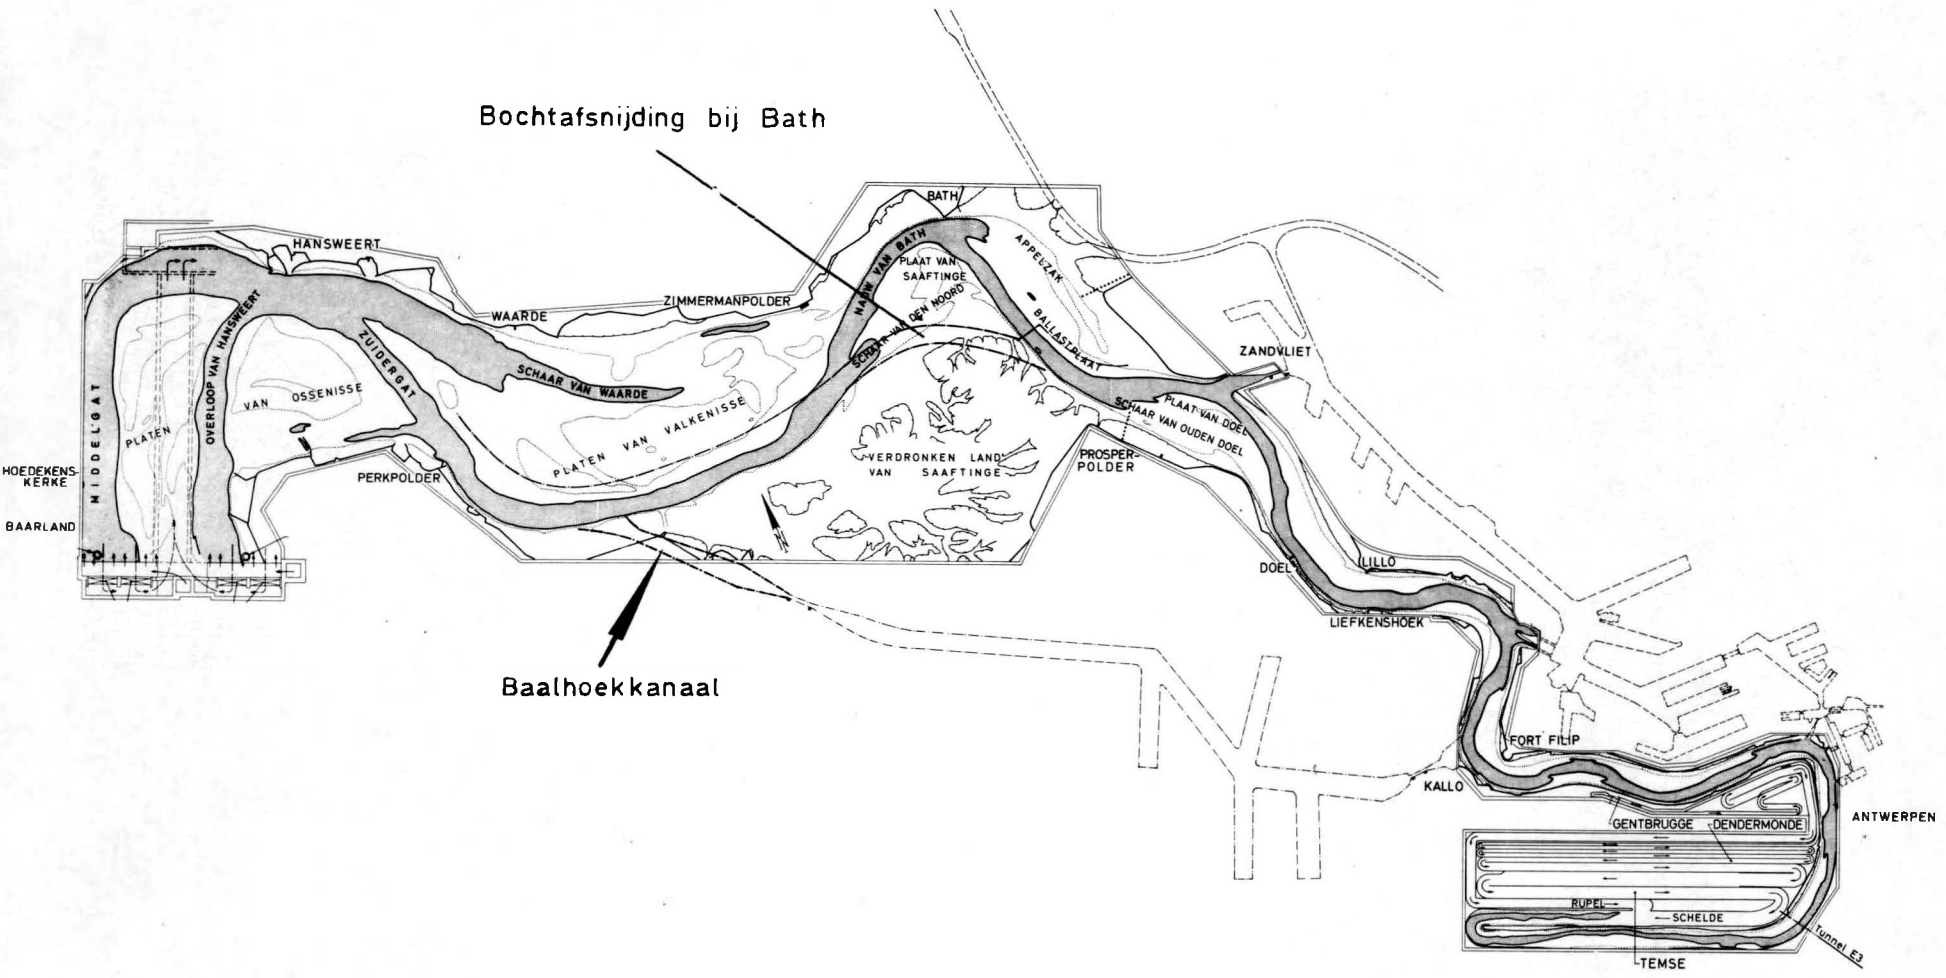 Bochtafsnijding bij Bath
BATH
HANSWEERT
NAUW VAN BATH
PLAAT VAN
SAAFTINGE
APPELZAK
ZIMMERMANPOLDER
WAARDE
SCHAAR VAN DEN NOORD
BALLASTPLAAT
ZANDVLIET
OVERLOOP VAN HANSWEERT
ZUIDERGAT
SCHAAR VAN WAARDE
MIDDELGAT
PLATEN VAN OSSENISSE
PLATEN VAN VALKENISSE
PLAAT VAN DOEL
SCHAAR VAN OUDEN DOEL
VERDRONKEN LAND
VAN SAAFTINGE
PROSPER-
POLDER
HOEDEKENS-
KERKE
PERKPOLDER
BAARLAND
N
DOEL
LILLO
LIEFKENSHOEK
Baalhoekkanaal
FORT FILIP
KALLO
ANTWERPEN
GENTBRUGGE
DENDERMONDE
RUPEL
SCHELDE
Tunnel E3
TEMSE